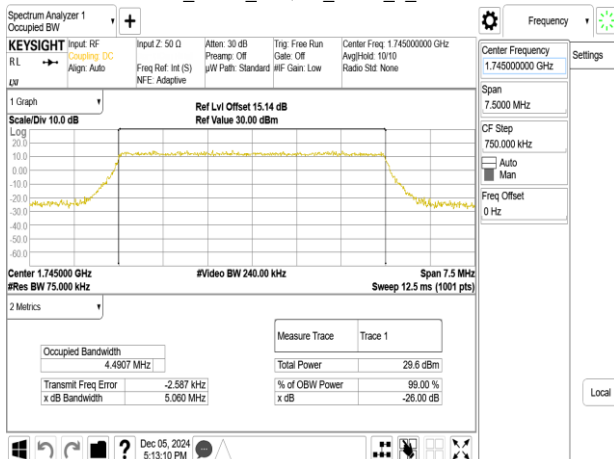 Spectrum Analyzer 1
Occupied BW
Frequency
KEYSIGHT Input: RF Input Z: 50 Ω Atten: 30 dB Trig: Free Run Center Freq: 1.745000000 GHz
RL Coupling: DC Preamp: Off Gate: Off Avg|Hold: 10/10
Align: Auto Freq Ref: Int (S) µW Path: Standard #IF Gain: Low Radio Std: None
NFE: Adaptive
Center Frequency
1.745000000 GHz
Settings
Span
7.5000 MHz
CF Step
750.000 kHz
Auto
Man
Freq Offset
0 Hz
Local
1 Graph
Ref Lvl Offset 15.14 dB
Scale/Div 10.0 dB Ref Value 30.00 dBm
Log
20.0
10.0
0.00
-10.0
-20.0
-30.0
-40.0
-50.0
-60.0
Center 1.745000 GHz #Video BW 240.00 kHz Span 7.5 MHz
#Res BW 75.000 kHz Sweep 12.5 ms (1001 pts)
2 Metrics
Measure Trace Trace 1
Occupied Bandwidth
4.4907 MHz Total Power 29.6 dBm
Transmit Freq Error -2.587 kHz % of OBW Power 99.00 %
x dB Bandwidth 5.060 MHz x dB -26.00 dB
? Dec 05, 2024
5:13:10 PM